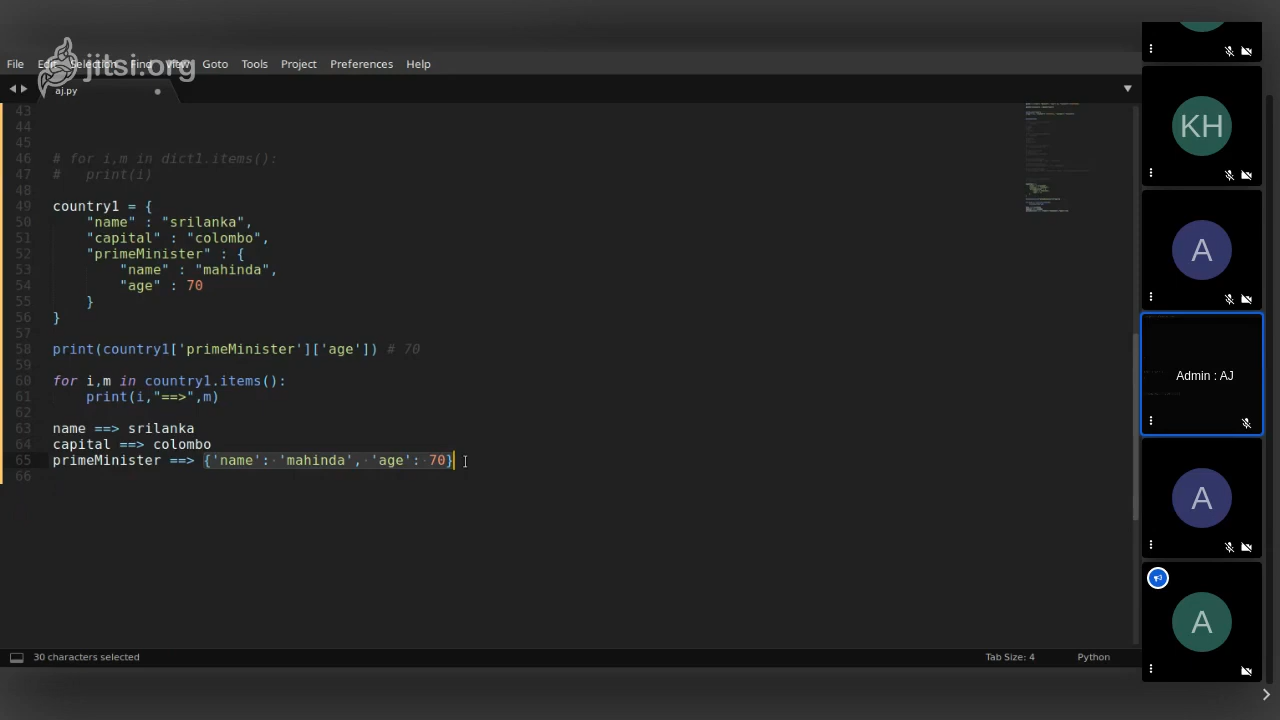 jitsi.org
File Edit Selection Find View Goto Tools Project Preferences Help
aj.py
43
44
45
46 # for i,m in dict1.items():
47 #   print(i)
48
49 country1 = {
50     "name" : "srilanka",
51     "capital" : "colombo",
52     "primeMinister" : {
53         "name" : "mahinda",
54         "age" : 70
55     }
56 }
57
58 print(country1['primeMinister']['age']) # 70
59
60 for i,m in country1.items():
61     print(i,"==>",m)
62
63 name ==> srilanka
64 capital ==> colombo
65 primeMinister ==> {'name': 'mahinda', 'age': 70}
66
30 characters selected
Tab Size: 4
Python
KH
A
Admin : AJ
A
A